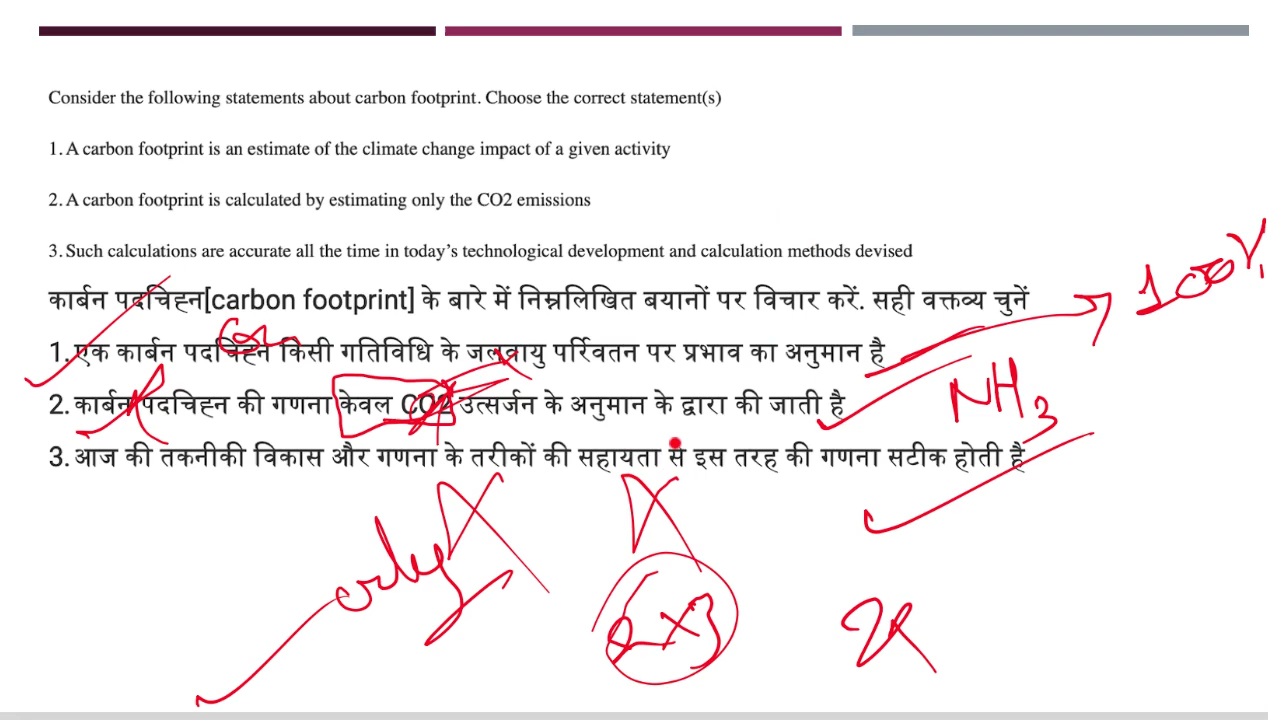 Consider the following statements about carbon footprint. Choose the correct statement(s)
1. A carbon footprint is an estimate of the climate change impact of a given activity
2. A carbon footprint is calculated by estimating only the CO2 emissions
3. Such calculations are accurate all the time in today's technological development and calculation methods devised
कार्बन पदचिह्न[carbon footprint] के बारे में निम्नलिखित बयानों पर विचार करें. सही वक्तव्य चुनें
100%
1. एक कार्बन पदचिह्न किसी गतिविधि के जलवायु परिवर्तन पर प्रभाव का अनुमान है
2. कार्बन पदचिह्न की गणना केवल CO2 उत्सर्जन के अनुमान के द्वारा की जाती है
NH3
3. आज की तकनीकी विकास और गणना के तरीकों की सहायता से इस तरह की गणना सटीक होती है
only